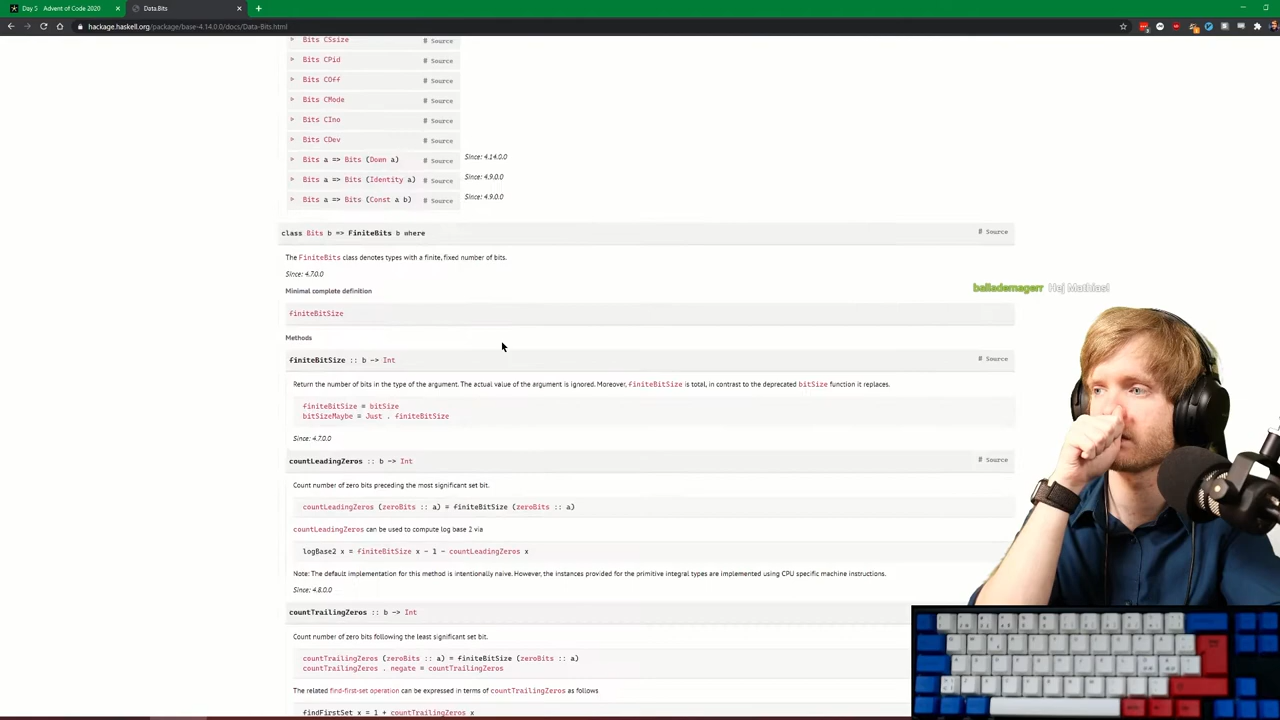 Day 5 Advent of Code 2020
Data.Bits
hackage.haskell.org/package/base-4.14.0.0/docs/Data-Bits.html
Bits CSsize # Source
Bits CPid # Source
Bits COff # Source
Bits CMode # Source
Bits CIno # Source
Bits CDev # Source
Bits a => Bits (Down a) # Source Since: 4.14.0.0
Bits a => Bits (Identity a) # Source Since: 4.9.0.0
Bits a => Bits (Const a b) # Source Since: 4.9.0.0
class Bits b => FiniteBits b where # Source
The FiniteBits class denotes types with a finite, fixed number of bits.
Since: 4.7.0.0
Minimal complete definition
ballademagerr Hej Mathias!
finiteBitSize
Methods
finiteBitSize :: b -> Int # Source
Return the number of bits in the type of the argument. The actual value of the argument is ignored. Moreover, finiteBitSize is total, in contrast to the deprecated bitSize function it replaces.
finiteBitSize = bitSize
bitSizeMaybe = Just . finiteBitSize
Since: 4.7.0.0
countLeadingZeros :: b -> Int # Source
Count number of zero bits preceding the most significant set bit.
countLeadingZeros (zeroBits :: a) = finiteBitSize (zeroBits :: a)
countLeadingZeros can be used to compute log base 2 via
logBase2 x = finiteBitSize x - 1 - countLeadingZeros x
Note: The default implementation for this method is intentionally naive. However, the instances provided for the primitive integral types are implemented using CPU specific machine instructions.
Since: 4.8.0.0
countTrailingZeros :: b -> Int
Count number of zero bits following the least significant set bit.
countTrailingZeros (zeroBits :: a) = finiteBitSize (zeroBits :: a)
countTrailingZeros . negate = countTrailingZeros
The related find-first-set operation can be expressed in terms of countTrailingZeros as follows
findFirstSet x = 1 + countTrailingZeros x